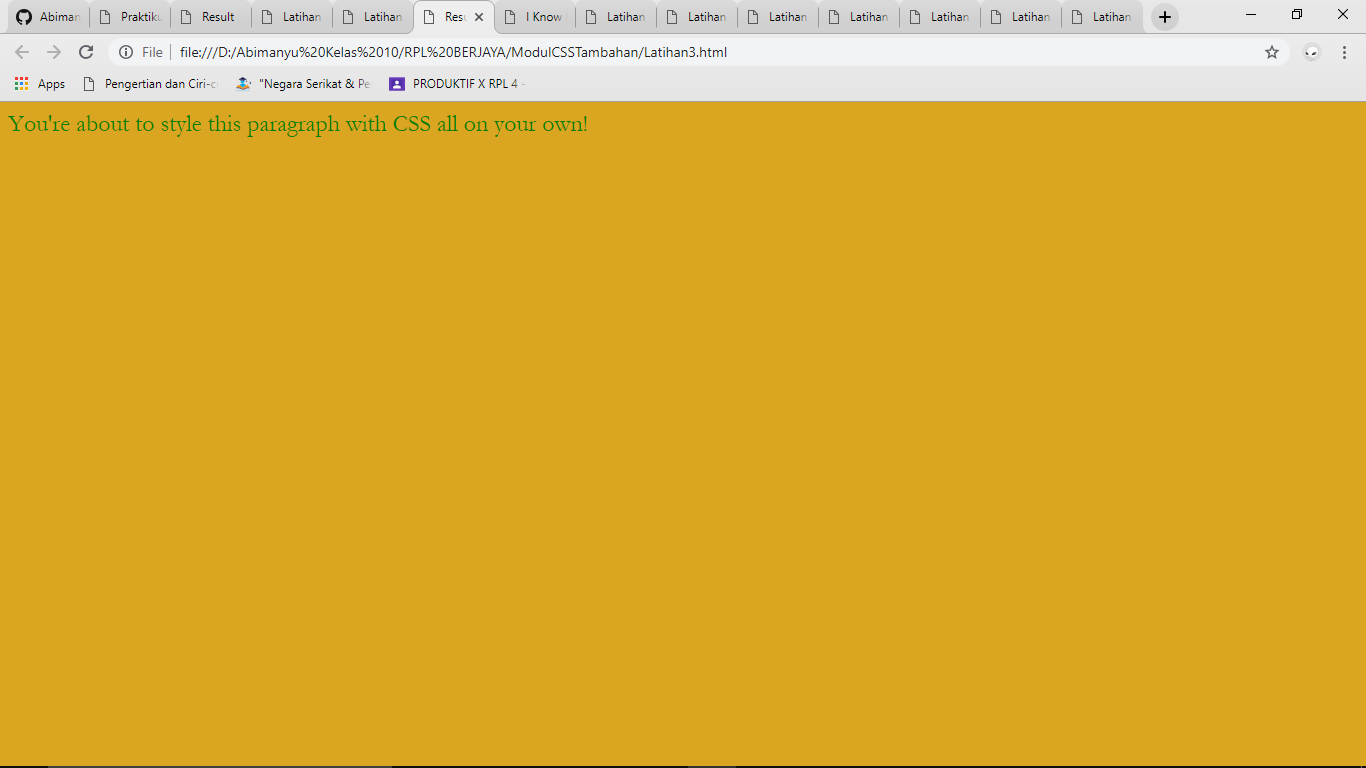 Abiman
Praktiku
Result
Latihan
Latihan
Resu
I Know
Latihan
Latihan
Latihan
Latihan
Latihan
Latihan
Latihan
File
file:///D:/Abimanyu%20Kelas%2010/RPL%20BERJAYA/ModulCSSTambahan/Latihan3.html
Apps
Pengertian dan Ciri-c
"Negara Serikat & Pe
PRODUKTIF X RPL 4 -
You're about to style this paragraph with CSS all on your own!